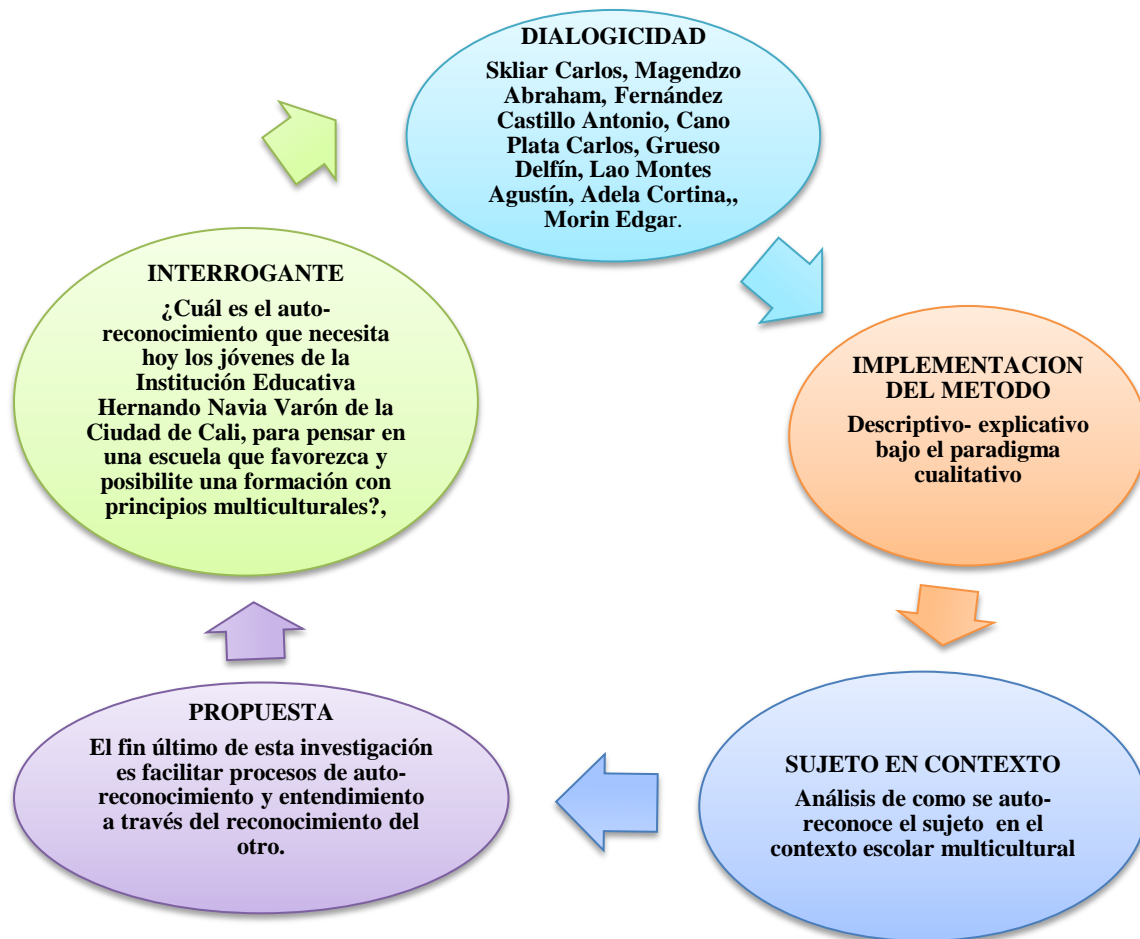 DIALOGICIDAD
Skliar Carlos, Magendzo
Abraham, Fernández
Castillo Antonio, Cano
Plata Carlos, Grueso
Delfín, Lao Montes
Agustín, Adela Cortina,,
Morin Edgar.
IMPLEMENTACION
DEL METODO
Descriptivo- explicativo
bajo el paradigma
cualitativo
SUJETO EN CONTEXTO
Análisis de como se auto-
reconoce el sujeto en el
contexto escolar multicultural
PROPUESTA
El fin último de esta investigación
es facilitar procesos de auto-
reconocimiento y entendimiento
a través del reconocimiento del
otro.
INTERROGANTE
¿Cuál es el auto-
reconocimiento que necesita
hoy los jóvenes de la
Institución Educativa
Hernando Navia Varón de la
Ciudad de Cali, para pensar en
una escuela que favorezca y
posibilite una formación con
principios multiculturales?,